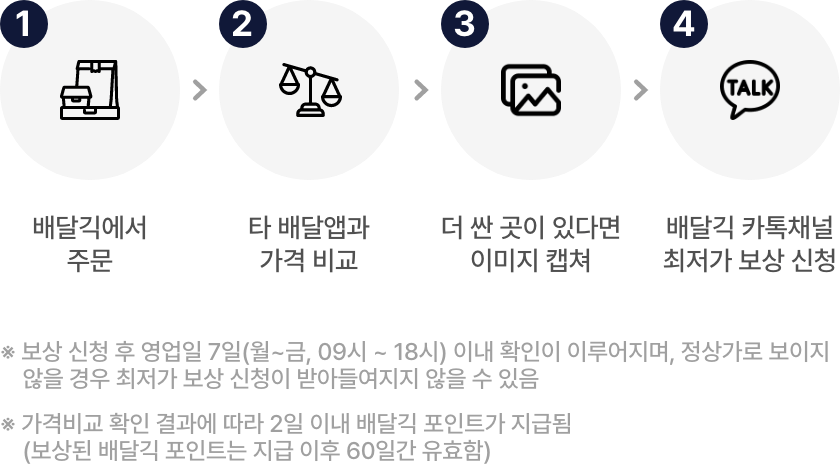 1
2
3
4
TALK
배달긱에서
주문
타 배달앱과
가격 비교
더 싼 곳이 있다면
이미지 캡쳐
배달긱 카톡채널
최저가 보상 신청
※ 보상 신청 후 영업일 7일(월~금, 09시 ~ 18시) 이내 확인이 이루어지며, 정상가로 보이지
않을 경우 최저가 보상 신청이 받아들여지지 않을 수 있음
※ 가격비교 확인 결과에 따라 2일 이내 배달긱 포인트가 지급됨
(보상된 배달긱 포인트는 지급 이후 60일간 유효함)